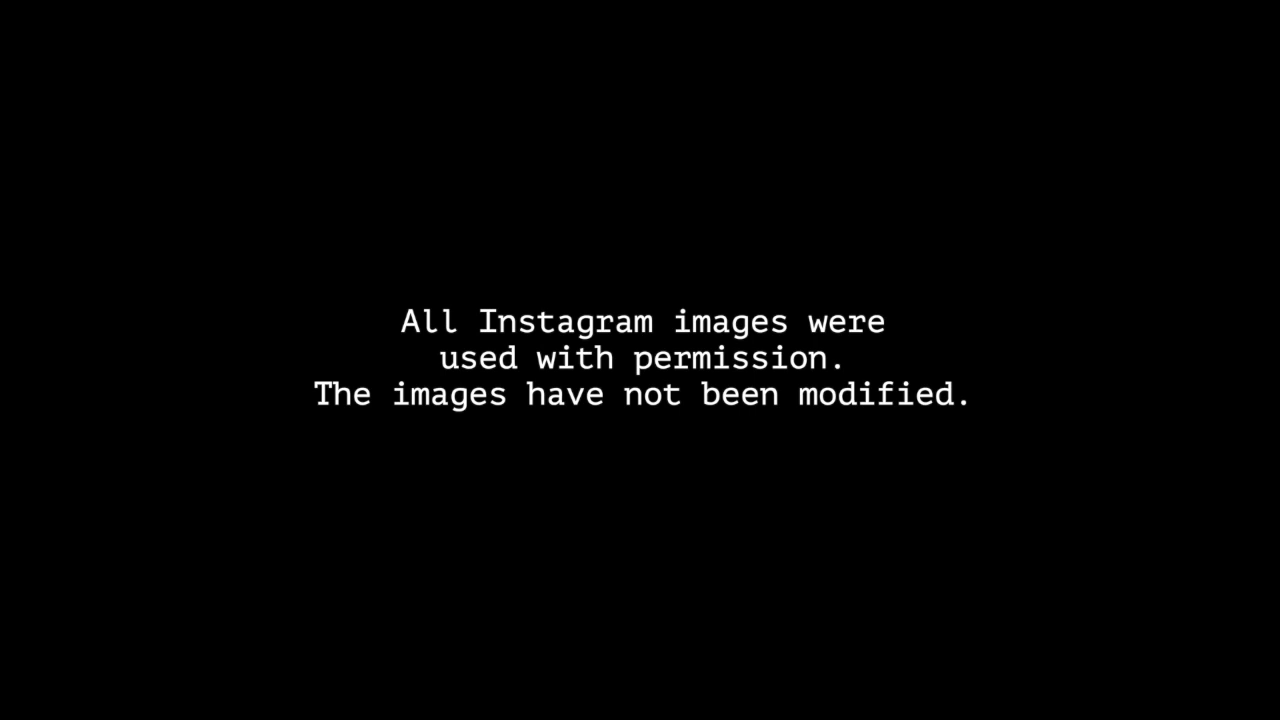 All Instagram images were
used with permission.
The images have not been modified.